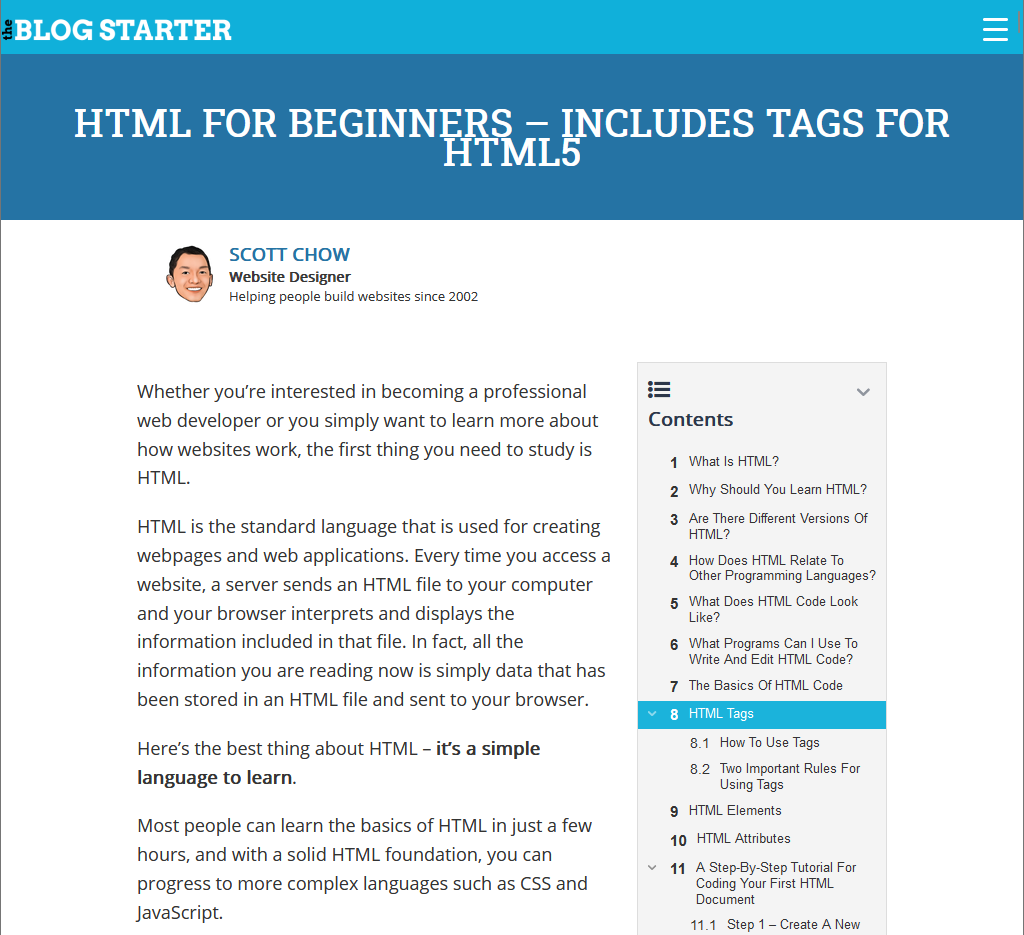 the BLOG STARTER
HTML FOR BEGINNERS – INCLUDES TAGS FOR
HTML5
SCOTT CHOW
Website Designer
Helping people build websites since 2002
Whether you’re interested in becoming a professional
web developer or you simply want to learn more about
how websites work, the first thing you need to study is
HTML.
HTML is the standard language that is used for creating
webpages and web applications. Every time you access a
website, a server sends an HTML file to your computer
and your browser interprets and displays the
information included in that file. In fact, all the
information you are reading now is simply data that has
been stored in an HTML file and sent to your browser.
Here’s the best thing about HTML – it’s a simple
language to learn.
Most people can learn the basics of HTML in just a few
hours, and with a solid HTML foundation, you can
progress to more complex languages such as CSS and
JavaScript.
Contents
1 What Is HTML?
2 Why Should You Learn HTML?
3 Are There Different Versions Of
HTML?
4 How Does HTML Relate To
Other Programming Languages?
5 What Does HTML Code Look
Like?
6 What Programs Can I Use To
Write And Edit HTML Code?
7 The Basics Of HTML Code
8 HTML Tags
8.1 How To Use Tags
8.2 Two Important Rules For
Using Tags
9 HTML Elements
10 HTML Attributes
11 A Step-By-Step Tutorial For
Coding Your First HTML
Document
11.1 Step 1 – Create A New